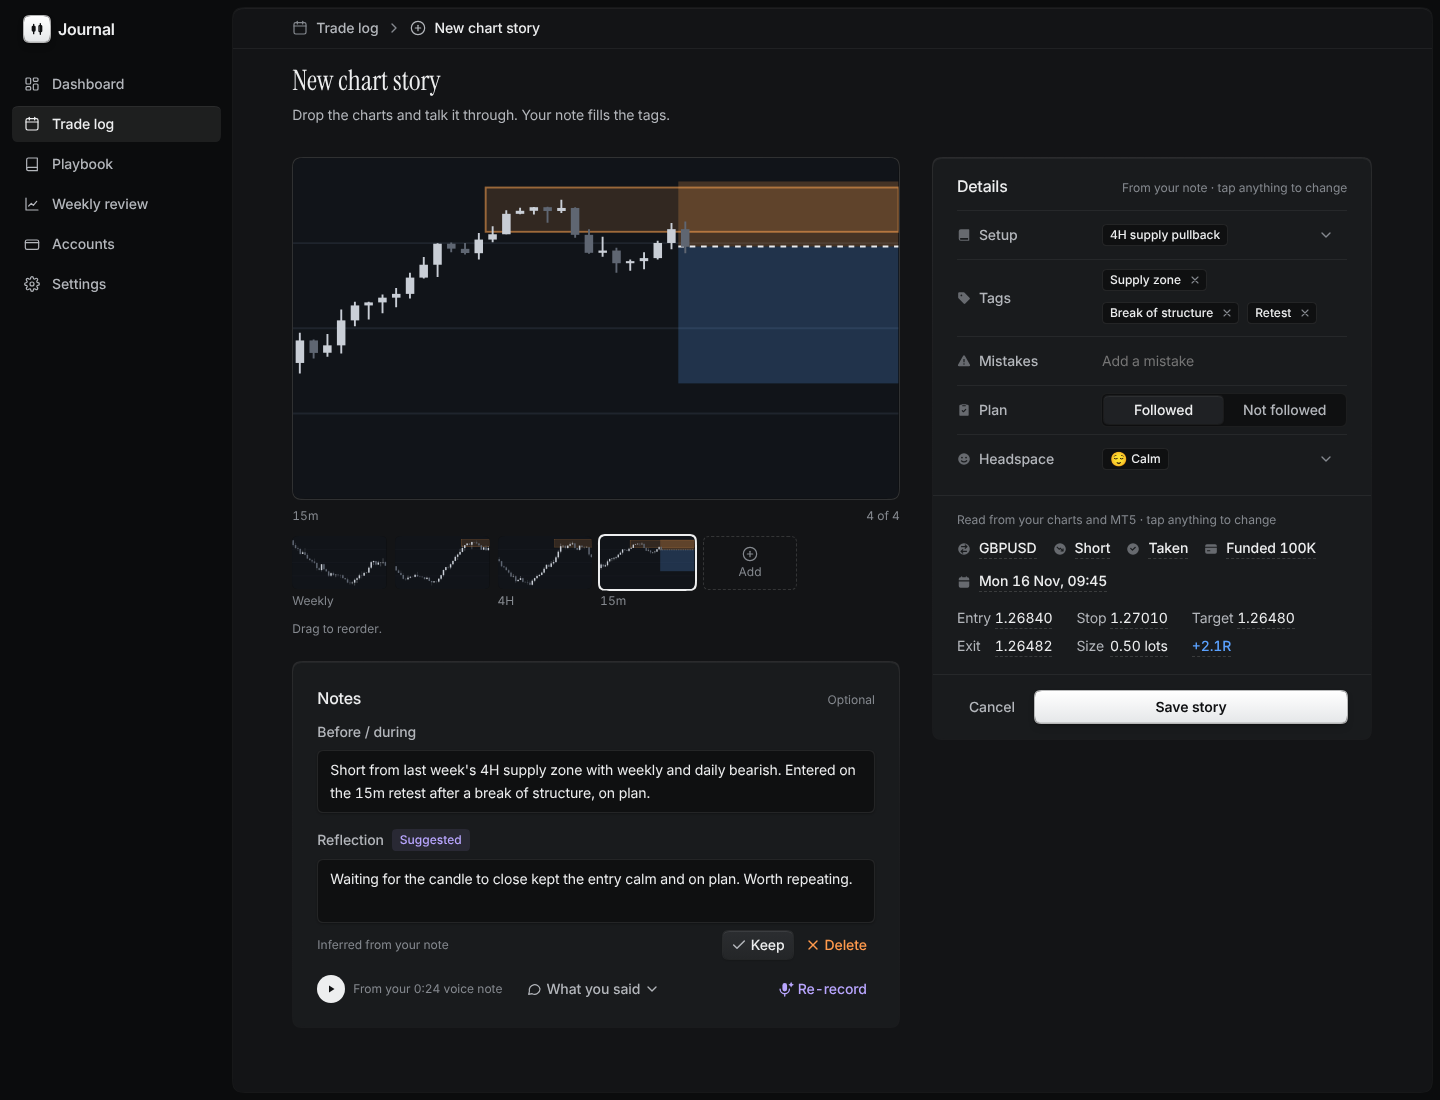 Journal
Dashboard
Trade log
Playbook
Weekly review
Accounts
Settings
Trade log
New chart story
New chart story
Drop the charts and talk it through. Your note fills the tags.
15m
4 of 4
Weekly
4H
15m
Add
Drag to reorder.
Notes
Optional
Before / during
Short from last week's 4H supply zone with weekly and daily bearish. Entered on
the 15m retest after a break of structure, on plan.
Reflection
Suggested
Waiting for the candle to close kept the entry calm and on plan. Worth repeating.
Inferred from your note
Keep
Delete
From your 0:24 voice note
What you said
Re-record
Details
From your note · tap anything to change
Setup
4H supply pullback
Tags
Supply zone
Break of structure
Retest
Mistakes
Add a mistake
Plan
Followed
Not followed
Headspace
😌 Calm
Read from your charts and MT5 · tap anything to change
GBPUSD
Short
Taken
Funded 100K
Mon 16 Nov, 09:45
Entry 1.26840
Stop 1.27010
Target 1.26480
Exit 1.26482
Size 0.50 lots
+2.1R
Cancel
Save story